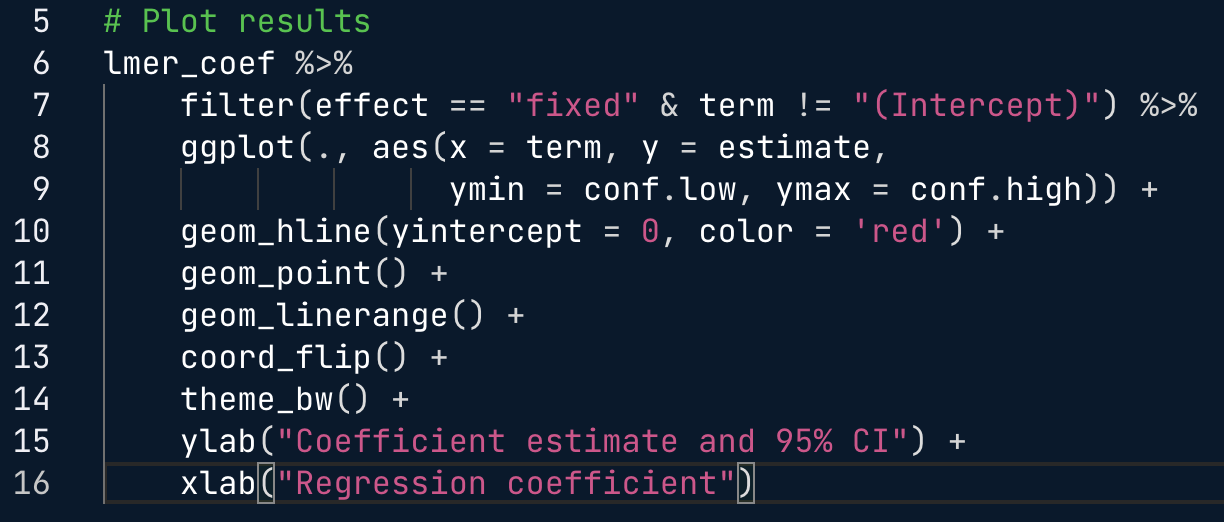 5 # Plot results
6 lmer_coef %>%
7 filter(effect == "fixed" & term != "(Intercept)") %>%
8 ggplot(., aes(x = term, y = estimate,
9 ymin = conf.low, ymax = conf.high)) +
10 geom_hline(yintercept = 0, color = 'red') +
11 geom_point() +
12 geom_linerange() +
13 coord_flip() +
14 theme_bw() +
15 ylab("Coefficient estimate and 95% CI") +
16 xlab("Regression coefficient")